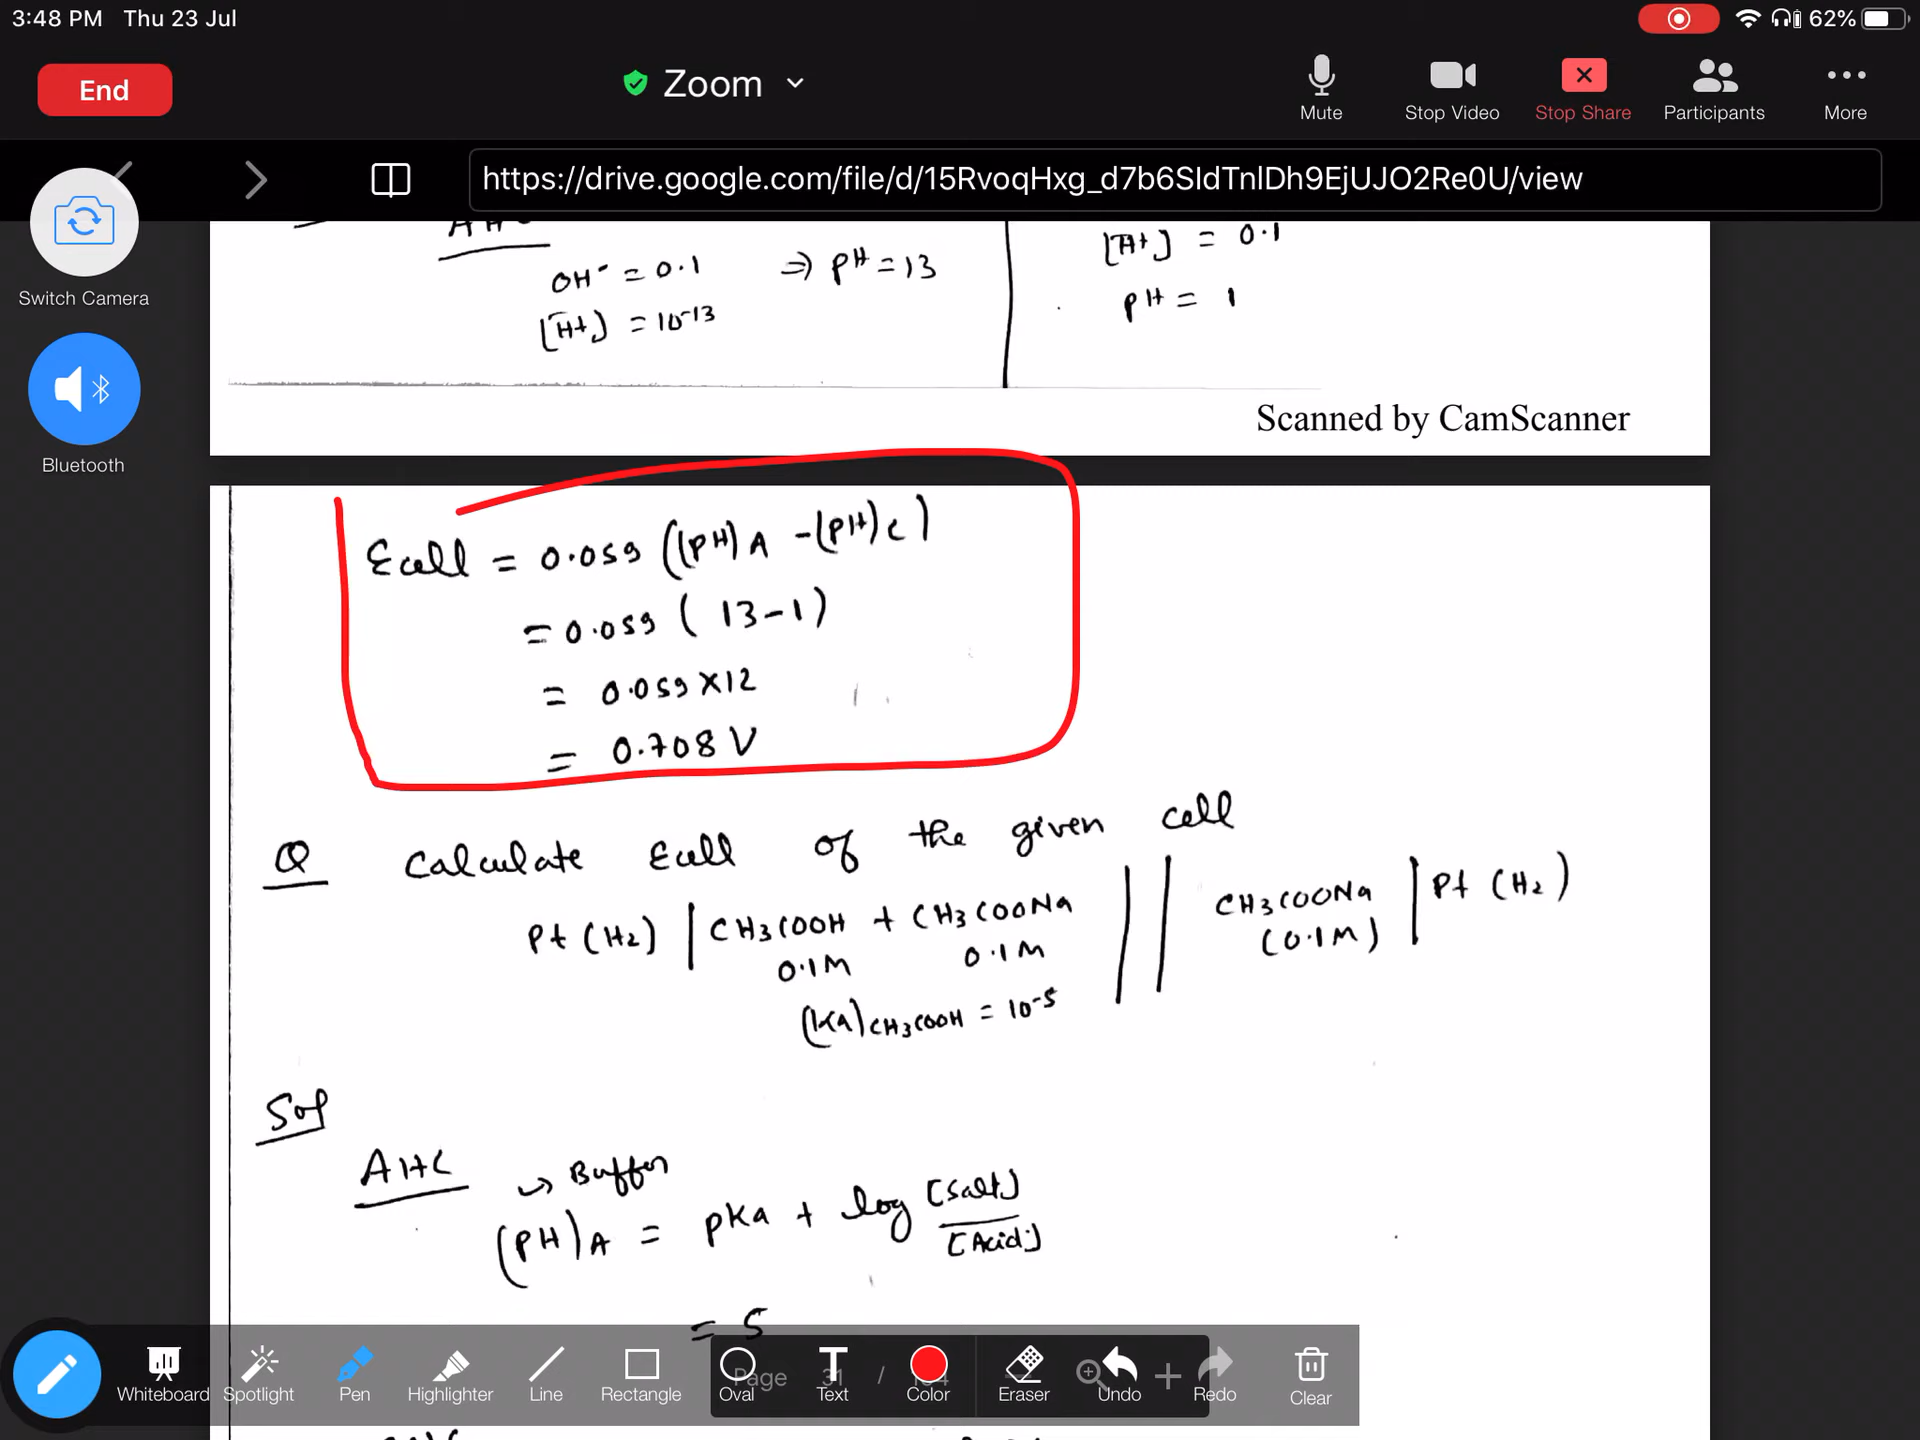 3:48 PM Thu 23 Jul
62%
End
Zoom
Mute
Stop Video
Stop Share
Participants
More
https://drive.google.com/file/d/15RvoqHxg_d7b6SIdTnlDh9EjUJO2Re0U/view
Switch Camera
Bluetooth
OH⁻ = 0.1 ⇒ pH = 13
[H+] = 10⁻¹³
[H+] = 0.1
pH = 1
Scanned by CamScanner
Ecell = 0.059 ((pH)A - (pH)C)
= 0.059 (13-1)
= 0.059 × 12
= 0.708 V
Q Calculate Ecell of the given cell
Pt (H2) | CH3COOH + CH3COONa || CH3COONa | Pt (H2)
0.1M 0.1M (0.1M)
(Ka)CH3COOH = 10⁻⁵
Sol
AHC
↪ Buffer
(pH)A = pKa + log [Salt]/[Acid]
= 5
Whiteboard
Spotlight
Pen
Highlighter
Line
Rectangle
Oval
Text
Color
Eraser
Undo
Redo
Clear
Page 31 /